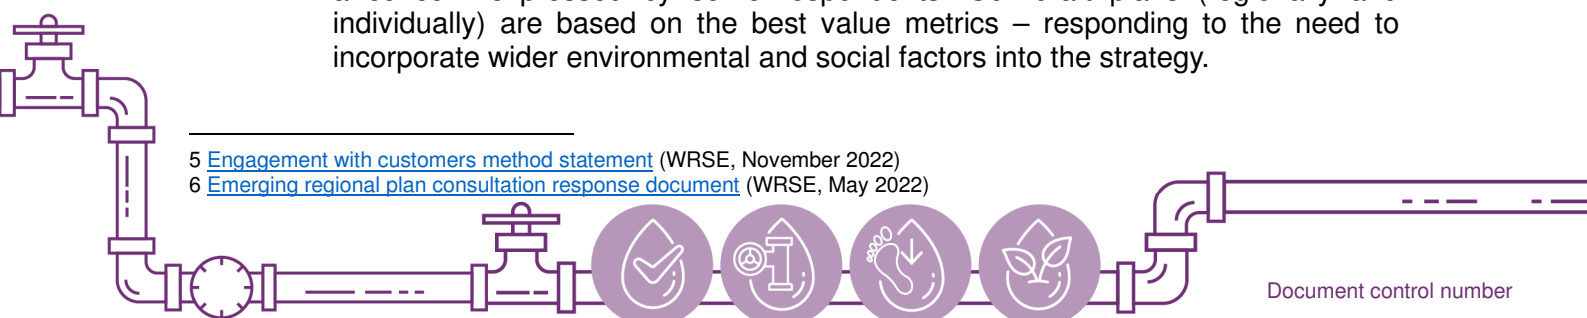 individually) are based on the best value metrics – responding to the need to
incorporate wider environmental and social factors into the strategy.
5 Engagement with customers method statement (WRSE, November 2022)
6 Emerging regional plan consultation response document (WRSE, May 2022)
Document control number